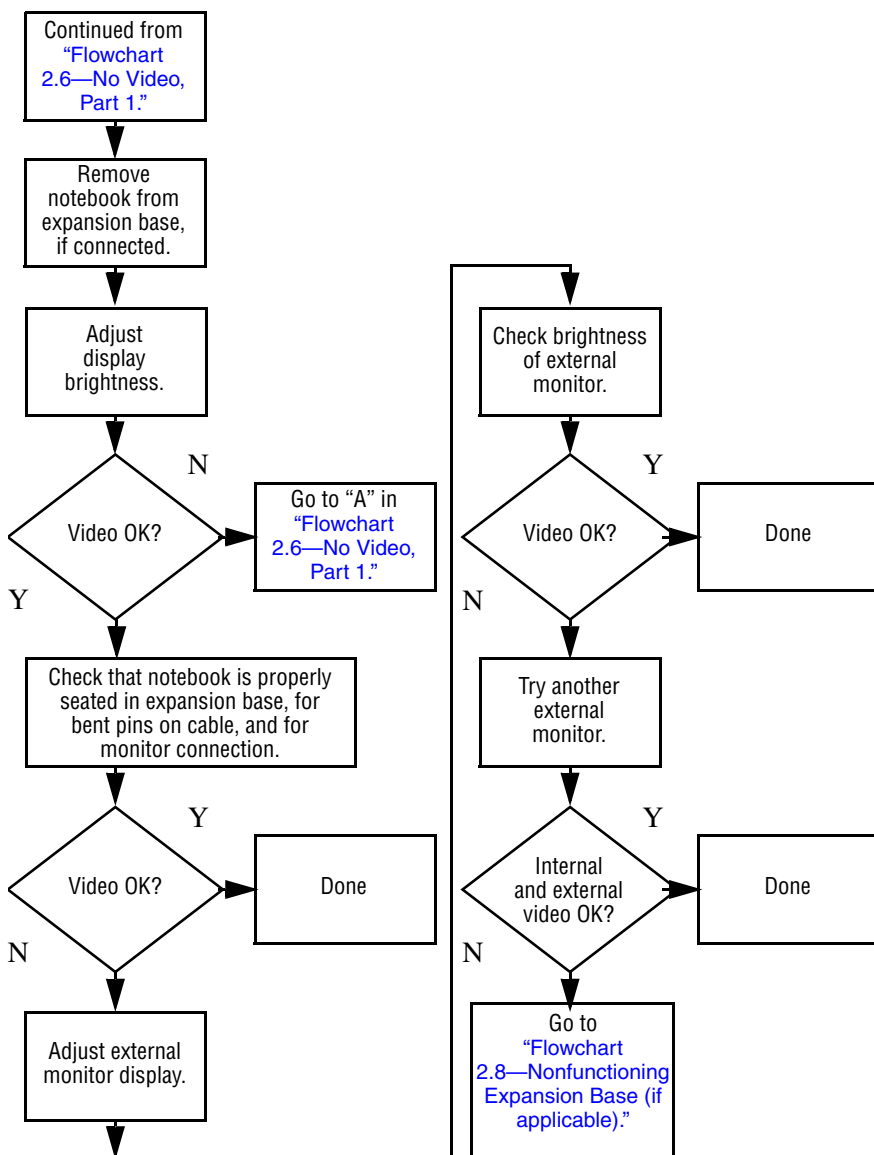 Continued from
“Flowchart
2.6—No Video,
Part 1.”
Remove
notebook from
expansion base,
if connected.
Adjust
display
brightness.
N
Video OK?
Go to “A” in
“Flowchart
2.6—No Video,
Part 1.”
Y
Check that notebook is properly
seated in expansion base, for
bent pins on cable, and for
monitor connection.
Y
Video OK?
Done
N
Adjust external
monitor display.
Check brightness
of external
monitor.
Y
Video OK?
Done
N
Try another
external
monitor.
Y
Internal
and external
video OK?
Done
N
Go to
“Flowchart
2.8—Nonfunctioning
Expansion Base (if
applicable).”